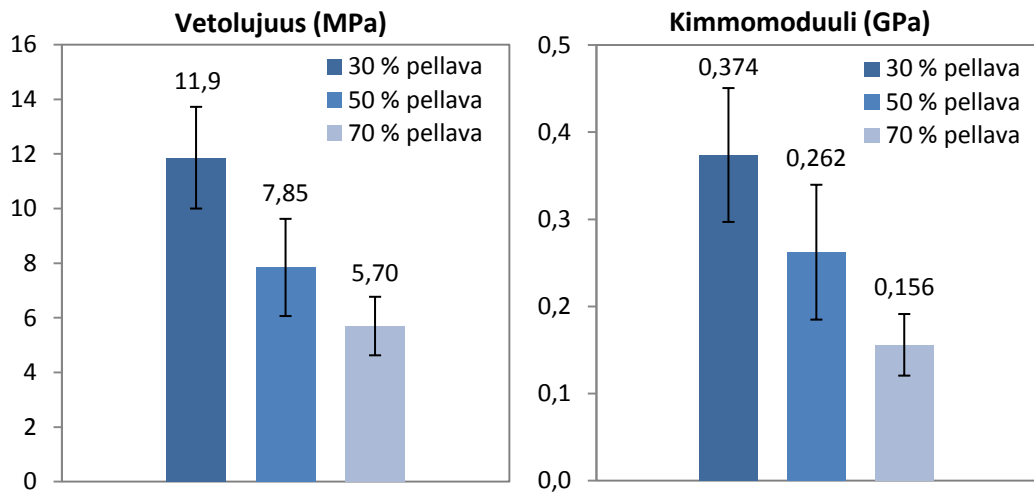 Vetolujuus (MPa)
16
14
12
10
8
6
4
2
0
11,9
7,85
5,70
30 % pellava
50 % pellava
70 % pellava
Kimmomoduuli (GPa)
0,5
0,4
0,3
0,2
0,1
0,0
0,374
0,262
0,156
30 % pellava
50 % pellava
70 % pellava